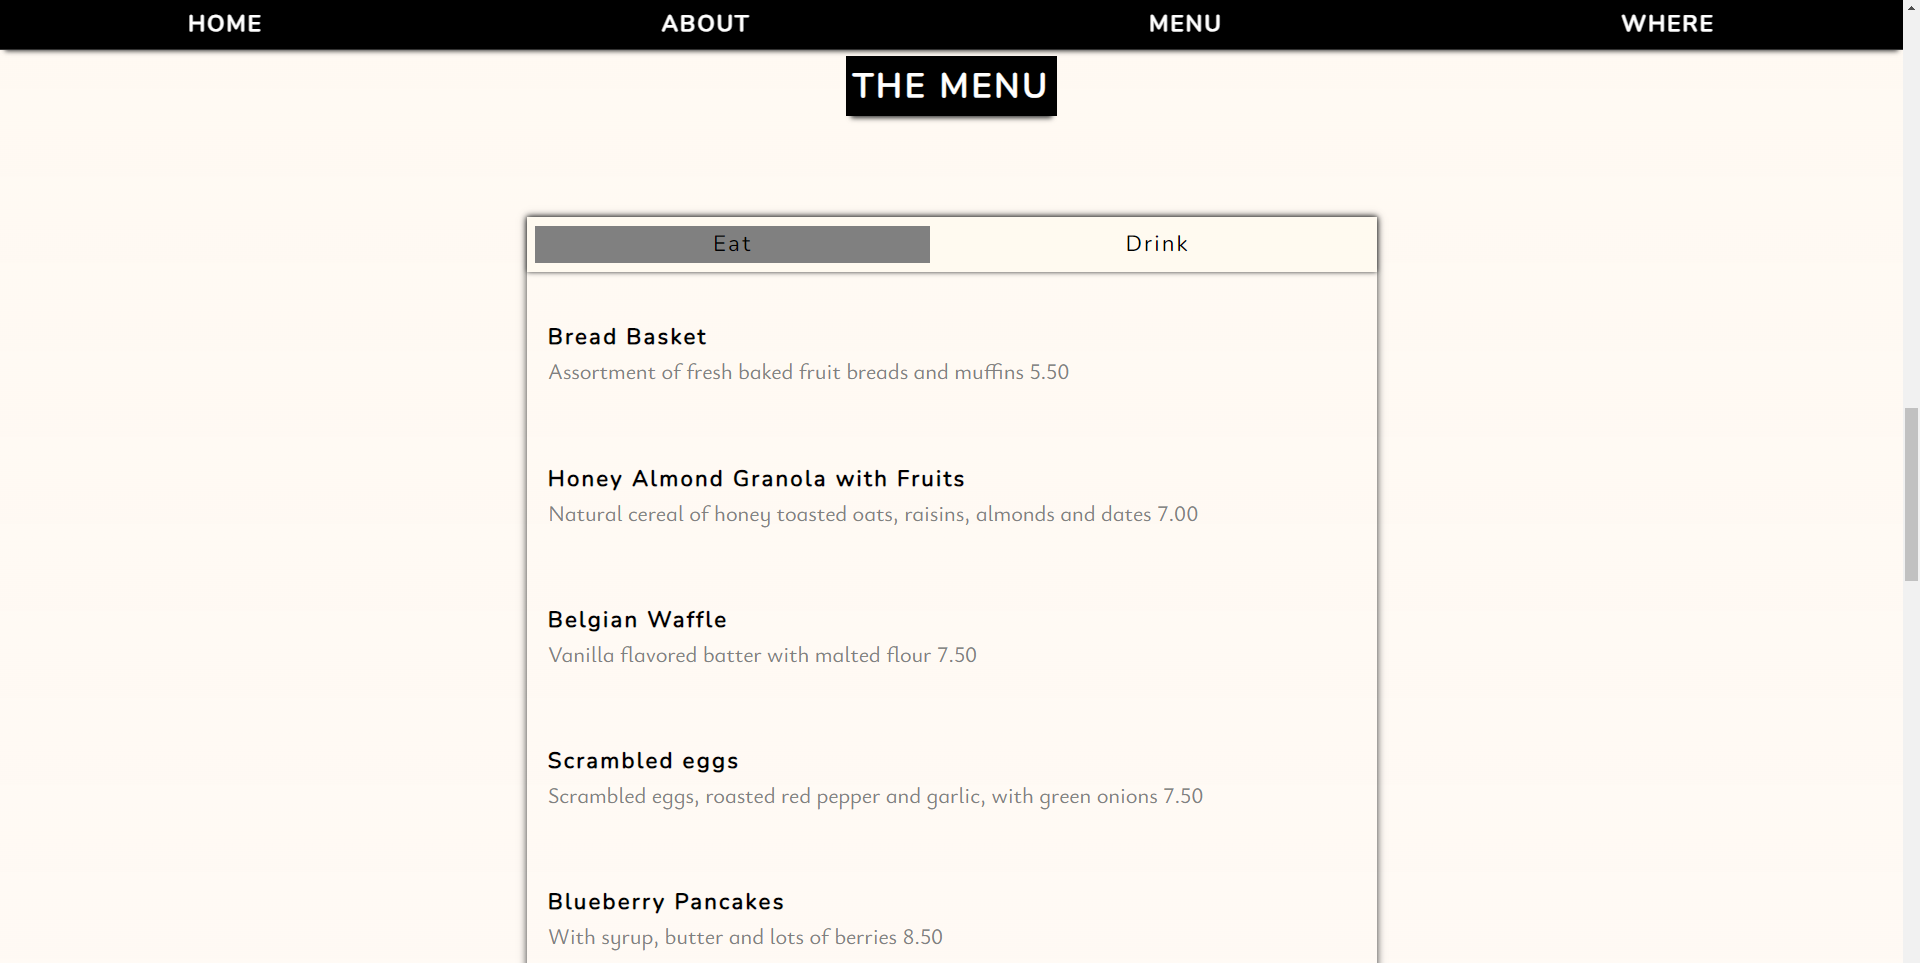 HOME ABOUT MENU WHERE
THE MENU
Eat Drink
Bread Basket
Assortment of fresh baked fruit breads and muffins 5.50
Honey Almond Granola with Fruits
Natural cereal of honey toasted oats, raisins, almonds and dates 7.00
Belgian Waffle
Vanilla flavored batter with malted flour 7.50
Scrambled eggs
Scrambled eggs, roasted red pepper and garlic, with green onions 7.50
Blueberry Pancakes
With syrup, butter and lots of berries 8.50